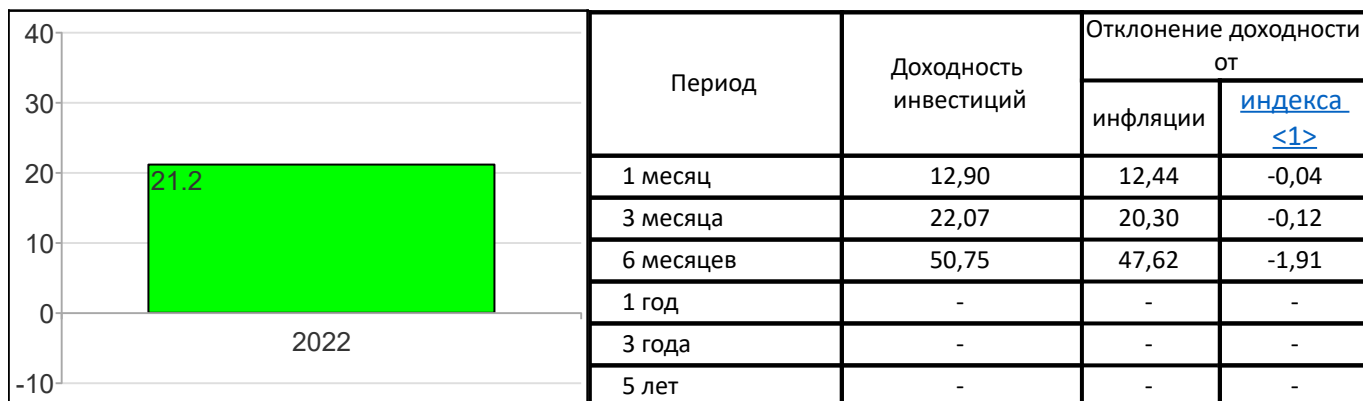 40
30
20
10
0
-10
21.2
2022
Период
Доходность
инвестиций
Отклонение доходности
от
инфляции
индекса
<1>
1 месяц 12,90 12,44 -0,04
3 месяца 22,07 20,30 -0,12
6 месяцев 50,75 47,62 -1,91
1 год - - -
3 года - - -
5 лет - - -